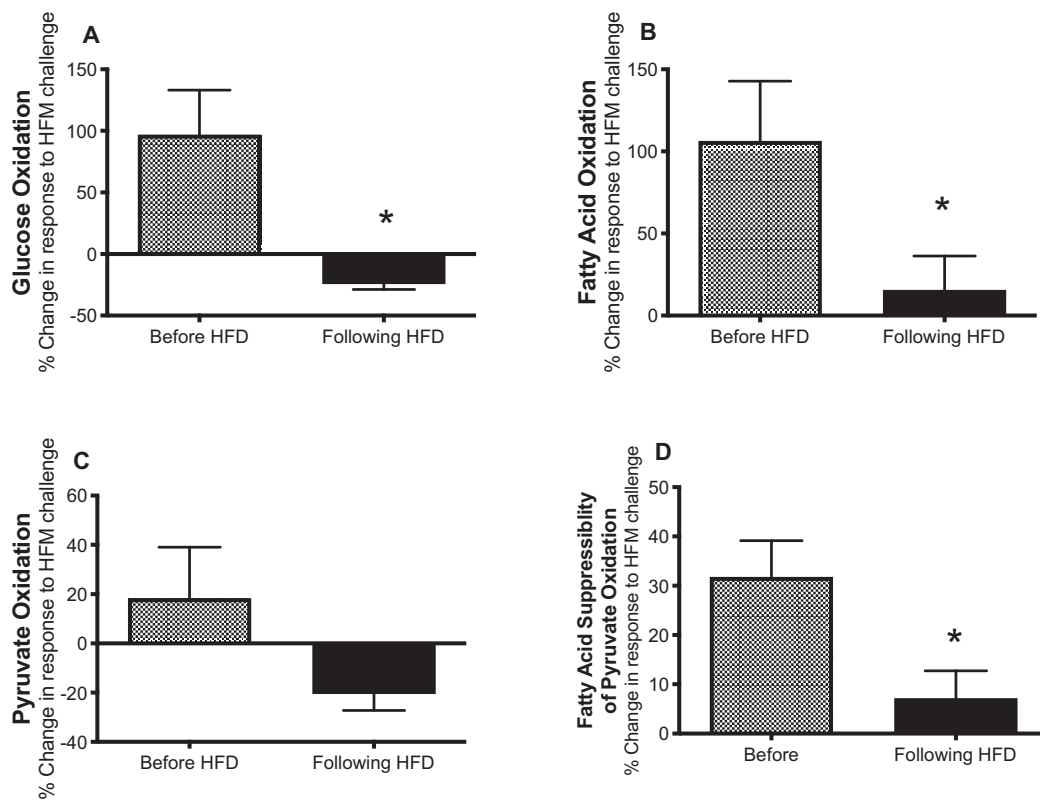 A
Glucose Oxidation
% Change in response to HFM challenge
150
100
50
0
-50
*
Before HFD
Following HFD
B
Fatty Acid Oxidation
% Change in response to HFM challenge
150
100
50
0
*
Before HFD
Following HFD
C
Pyruvate Oxidation
% Change in response to HFM challenge
60
40
20
0
-20
-40
Before HFD
Following HFD
D
Fatty Acid Suppressiblity
of Pyruvate Oxidation
% Change in response to HFM challenge
50
40
30
20
10
0
*
Before
Following HFD